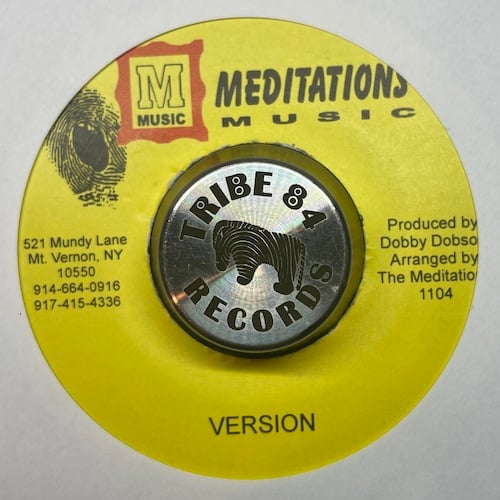 M
MUSIC
MEDITATIONS
MUSIC
TRIBE 84
RECORDS
521 Mundy Lane
Mt. Vernon, NY
10550
914-664-0916
917-415-4336
Produced by
Dobby Dobso
Arranged by
The Meditatio
1104
VERSION